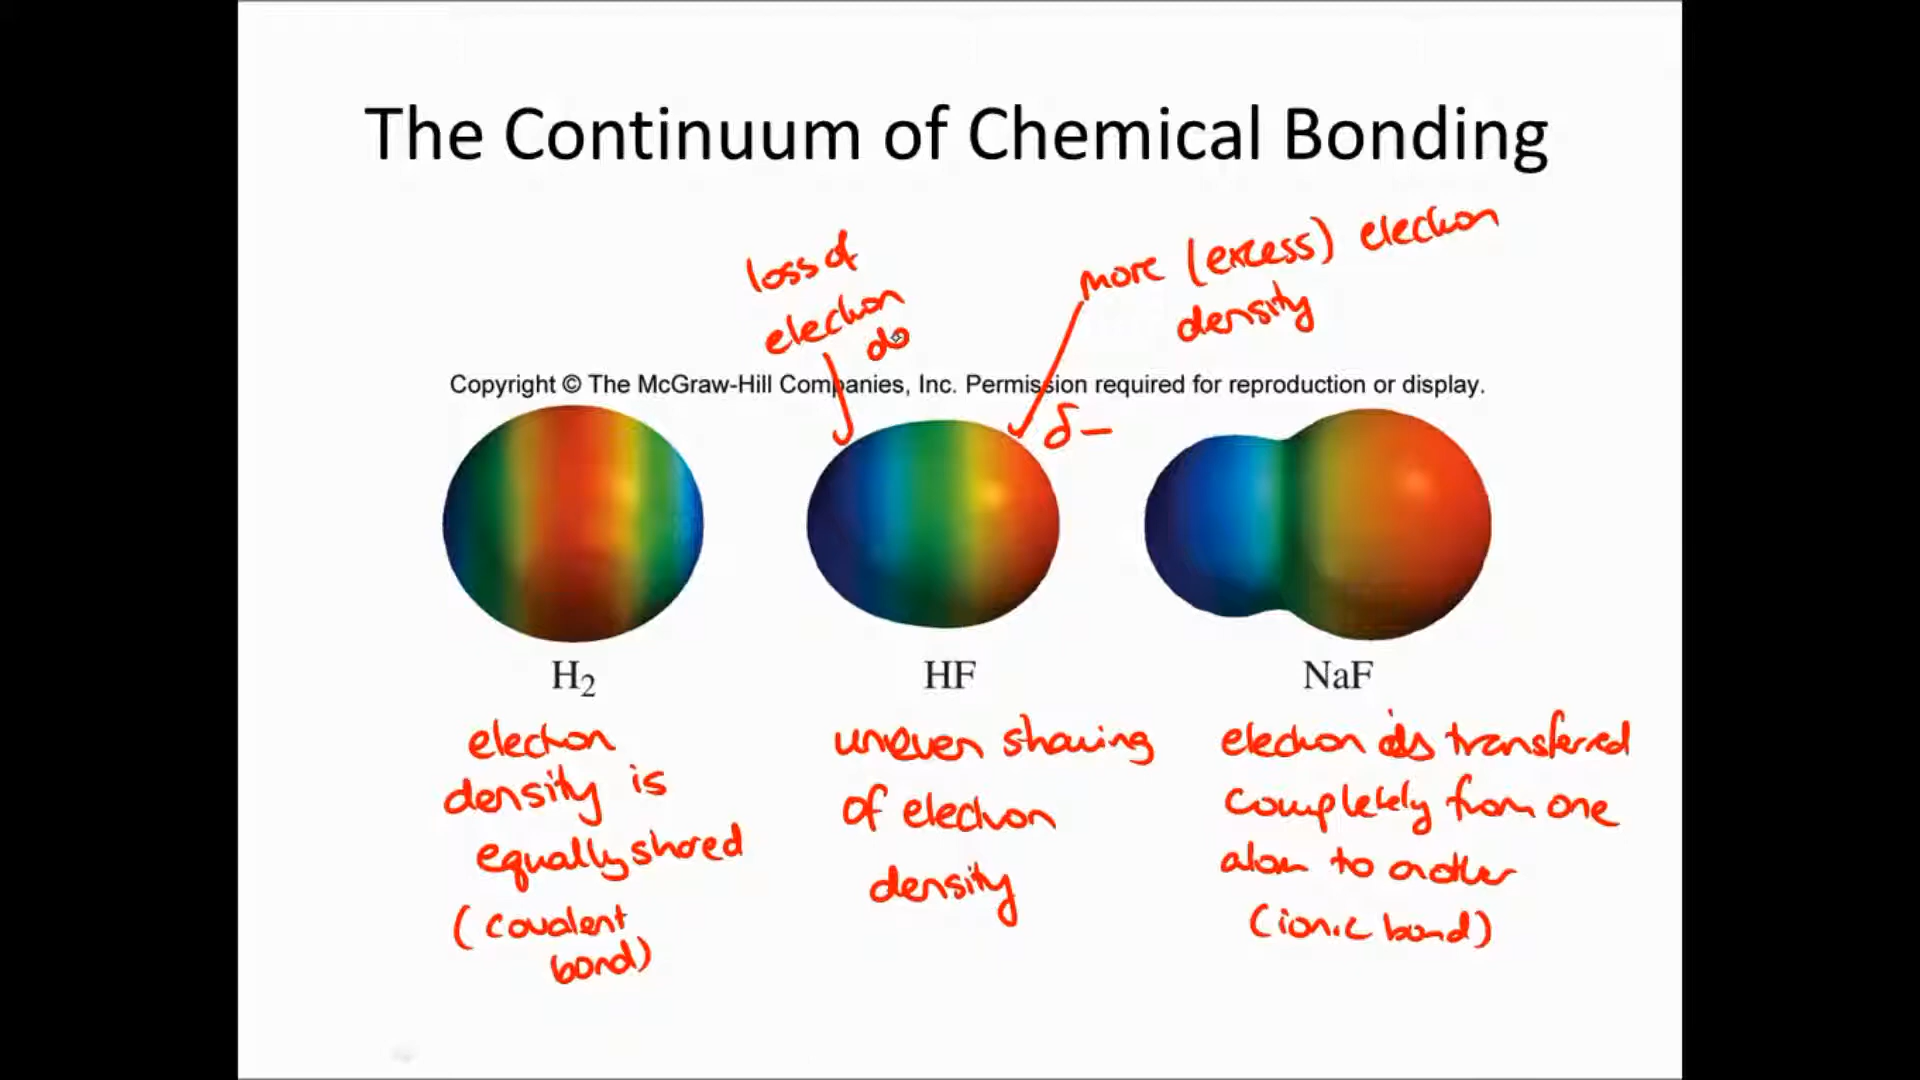 The Continuum of Chemical Bonding
loss of
electron
de
more (excess) electron
density
Copyright © The McGraw-Hill Companies, Inc. Permission required for reproduction or display.
δ−
H₂
HF
NaF
electron
density is
equally shared
(covalent
bond)
uneven sharing
of electron
density
electron is transferred
completely from one
atom to another
(ionic bond)